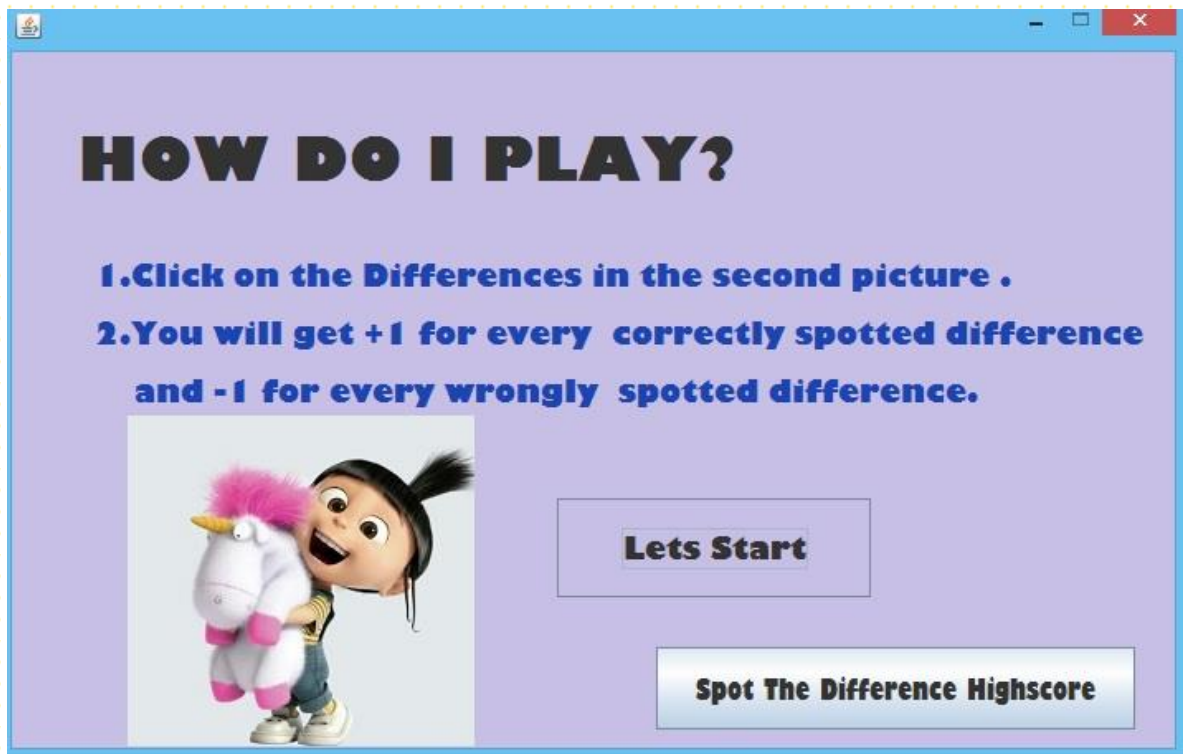 HOW DO I PLAY?
1.Click on the Differences in the second picture .
2.You will get +1 for every  correctly spotted difference
and -1 for every wrongly  spotted difference.
Lets Start
Spot The Difference Highscore